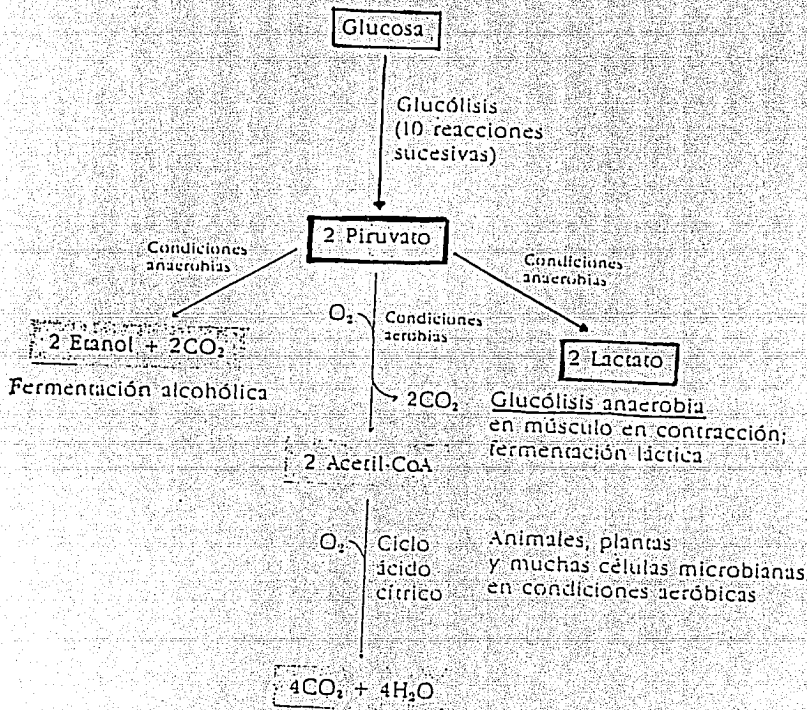 Glucosa
Glucólisis
(10 reacciones
sucesivas)
2 Piruvato
Condiciones
anaerobias
Condiciones
anaerobias
O₂
Condiciones
aerobias
2 Etanol + 2CO₂
2 Lactato
Fermentación alcohólica
2CO₂
Glucólisis anaerobia
en músculo en contracción;
fermentación láctica
2 Acetil-CoA
O₂
Ciclo
ácido
cítrico
Animales, plantas
y muchas células microbianas
en condiciones aeróbicas
4CO₂ + 4H₂O